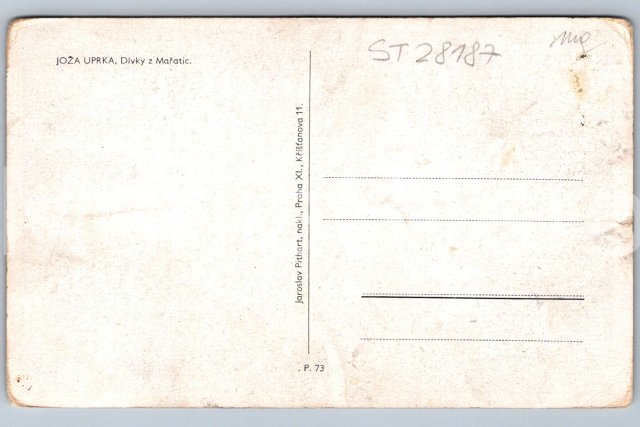 JOŽA UPRKA, Dívky z Mařatic.
ST 28187
Jaroslav Pithart, nakl., Praha XI., Křišťanova 11.
. P. 73